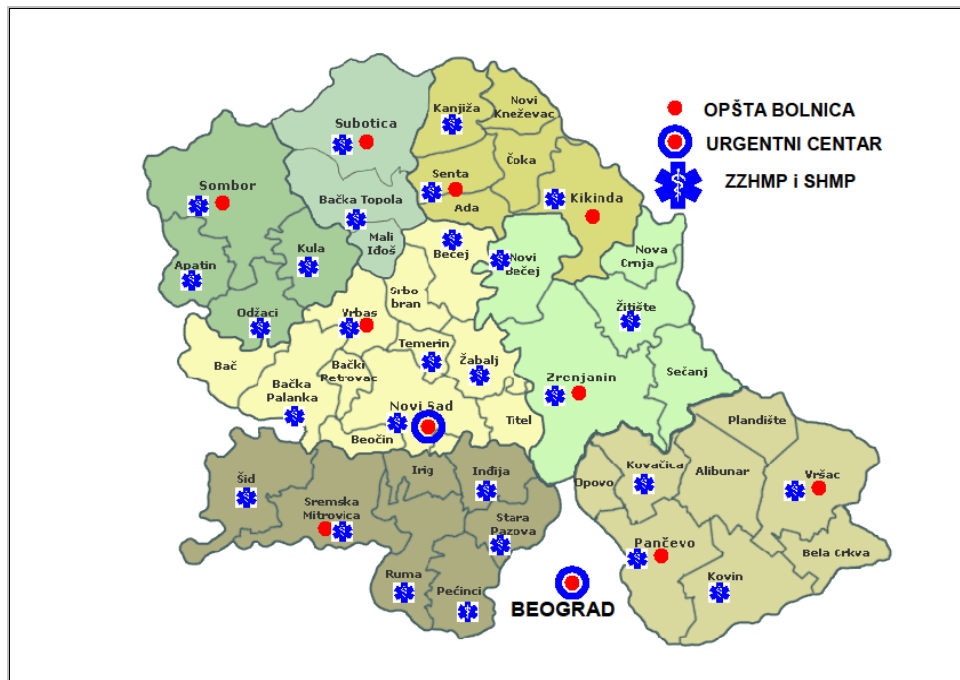 OPŠTA BOLNICA
URGENTNI CENTAR
ZZHMP i SHMP
Kanjiža
Novi
Kneževac
Subotica
Čoka
Senta
Sombor
Bačka Topola
Ada
Kikinda
Mali
Iđoš
Bečej
Novi
Bečej
Nova
Crnja
Kula
Apatin
Srbo
bran
Odžaci
Vrbas
Žitište
Temerin
Bač
Bački
Petrovac
Žabalj
Sečanj
Zrenjanin
Bačka
Palanka
Novi Sad
Titel
Plandište
Beočin
Irig
Inđija
Kovačica
Alibunar
Opovo
Vršac
Šid
Sremska
Mitrovica
Stara
Pazova
Pančevo
Bela Crkva
Ruma
Pećinci
Kovin
BEOGRAD